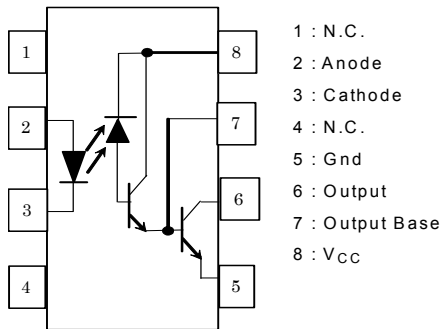 1
2
3
4
8
7
6
5
1 : N.C.
2 : Anode
3 : Cathode
4 : N.C.
5 : Gnd
6 : Output
7 : Output Base
8 : VCC